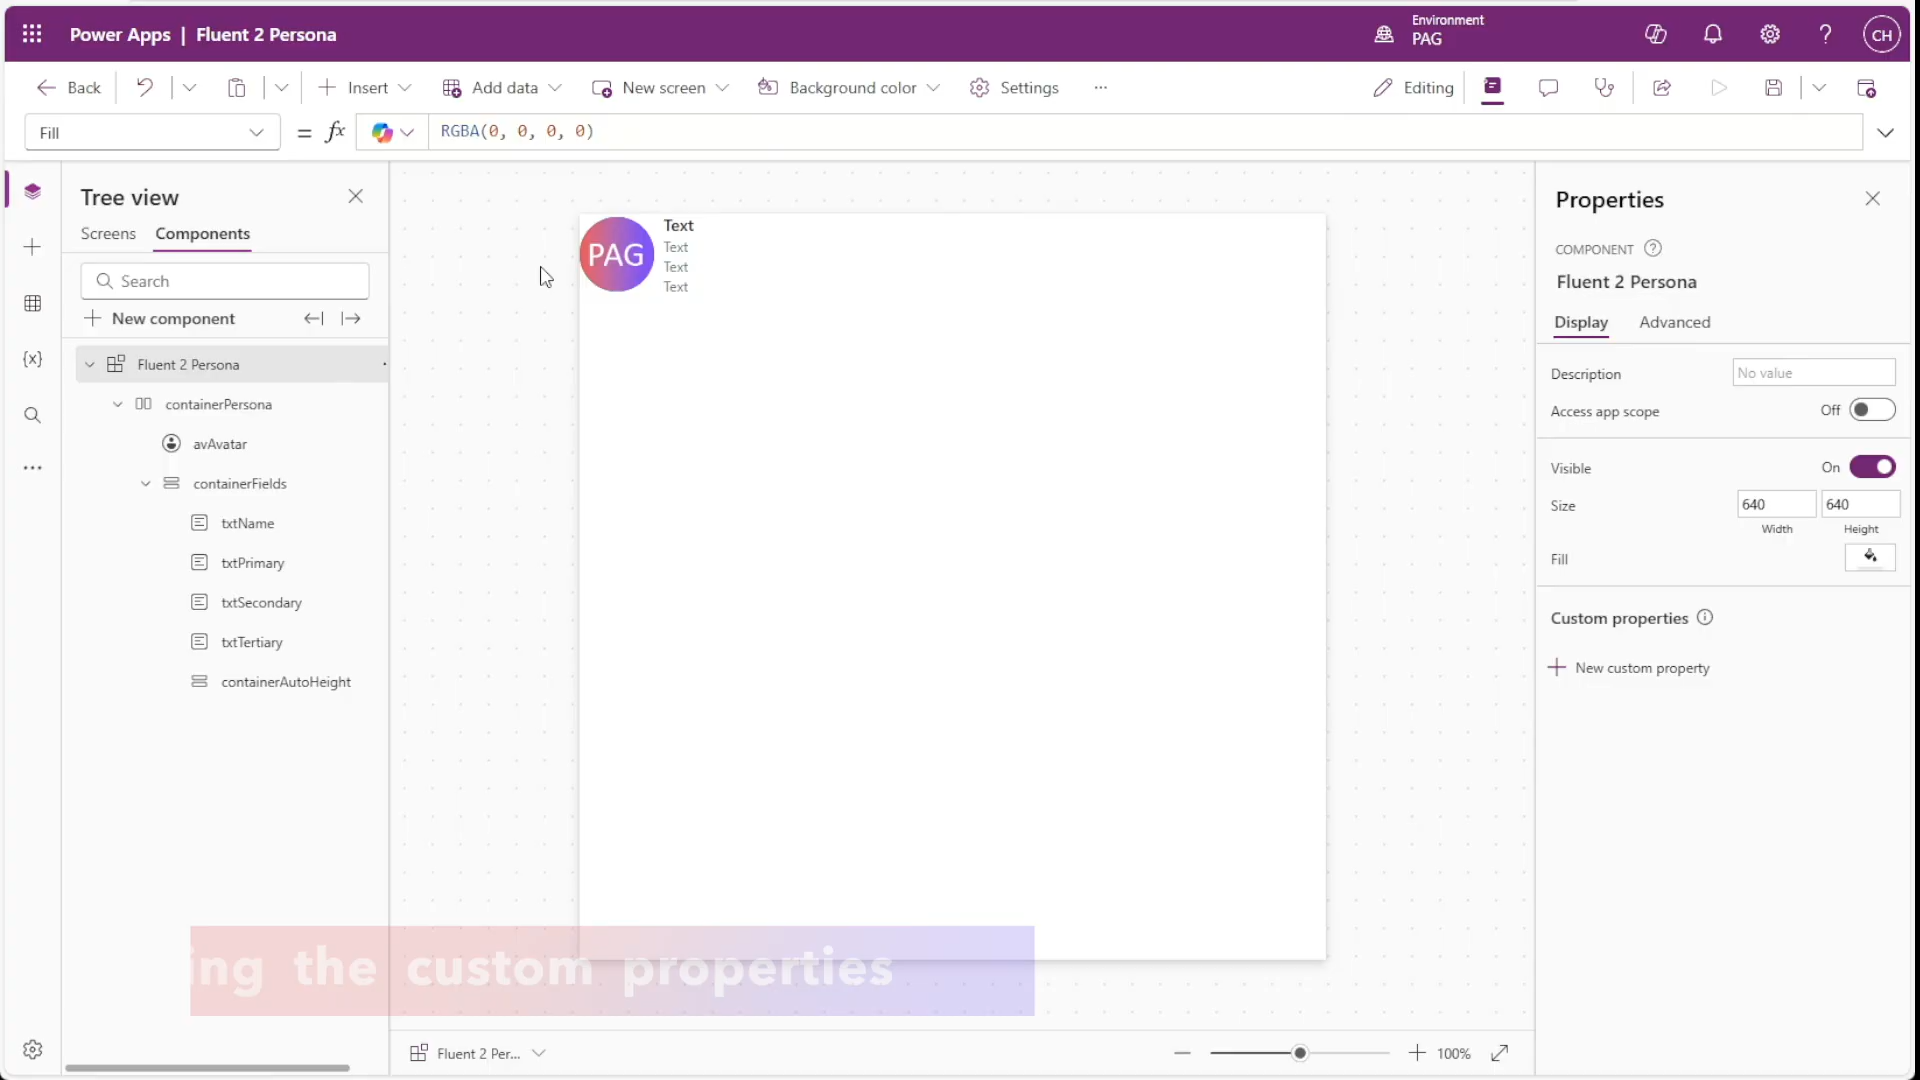 Power Apps | Fluent 2 Persona
Environment
PAG
CH
Back
Insert
Add data
New screen
Background color
Settings
Editing
Fill
= fx
RGBA(0, 0, 0, 0)
Tree view
Screens
Components
Search
New component
Fluent 2 Persona
containerPersona
avAvatar
containerFields
txtName
txtPrimary
txtSecondary
txtTertiary
containerAutoHeight
PAG
Text
Text
Text
Text
ing the custom properties
Fluent 2 Per...
100%
Properties
COMPONENT
Fluent 2 Persona
Display
Advanced
Description
No value
Access app scope
Off
Visible
On
Size
640
640
Width
Height
Fill
Custom properties
New custom property